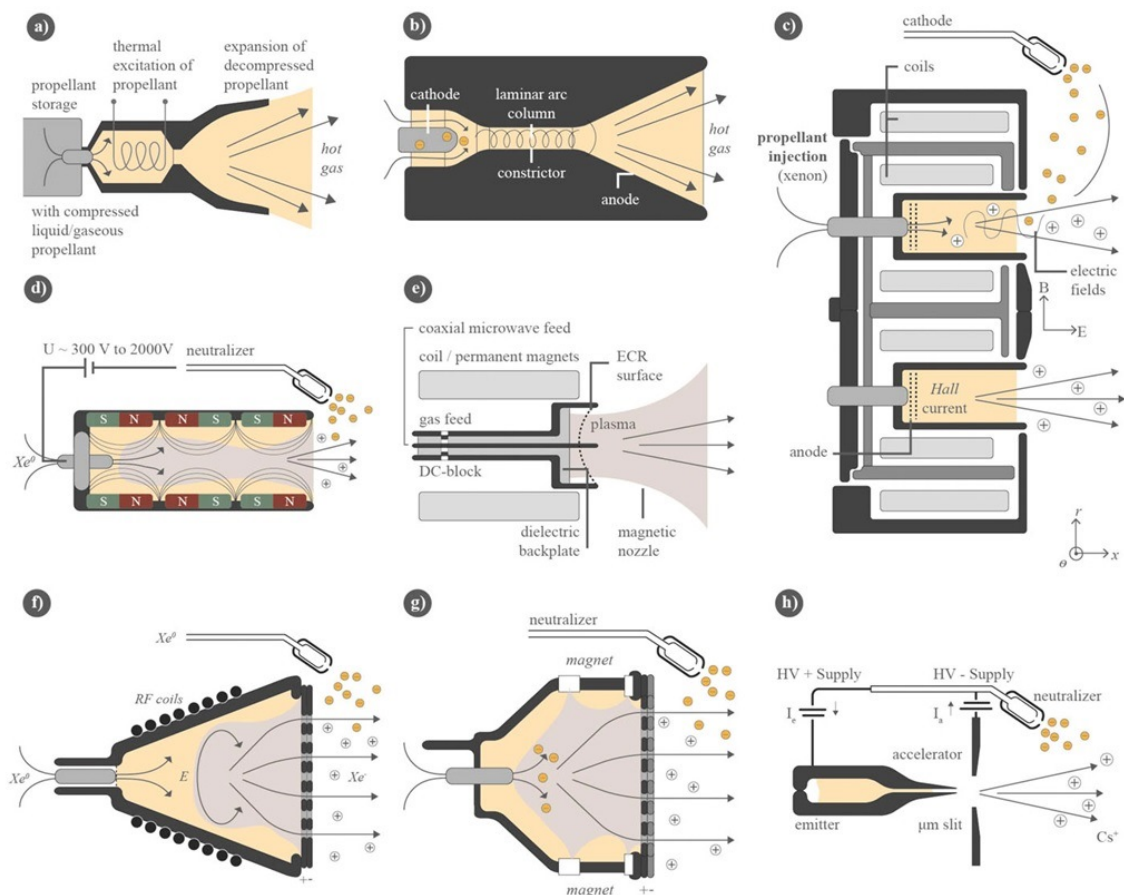 a)
thermal
excitation of
propellant
expansion of
decompressed
propellant
propellant
storage
hot
gas
with compressed
liquid/gaseous
propellant
b)
cathode
laminar arc
column
constrictor
anode
hot
gas
c)
cathode
coils
propellant
injection
(xenon)
electric
fields
B
E
Hall
current
anode
r
x
θ
d)
U ~ 300 V to 2000V
neutralizer
S N N S S N
Xe⁰
S N N S S N
e)
coaxial microwave feed
coil / permanent magnets
ECR
surface
gas feed
plasma
DC-block
dielectric
backplate
magnetic
nozzle
f)
Xe⁰
RF coils
Xe⁰
E
Xe⁻
+-
g)
neutralizer
magnet
magnet
+-
h)
HV + Supply
HV - Supply
neutralizer
Iₑ
Iₐ
accelerator
emitter
µm slit
Cs⁺